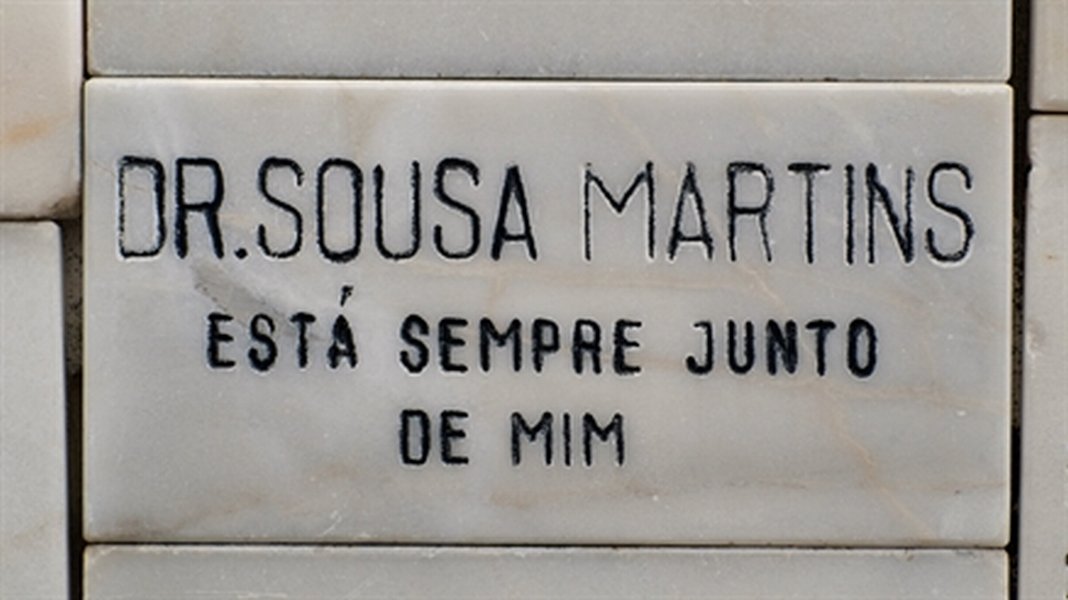 DR. SOUSA MARTINS
ESTÁ SEMPRE JUNTO
DE MIM